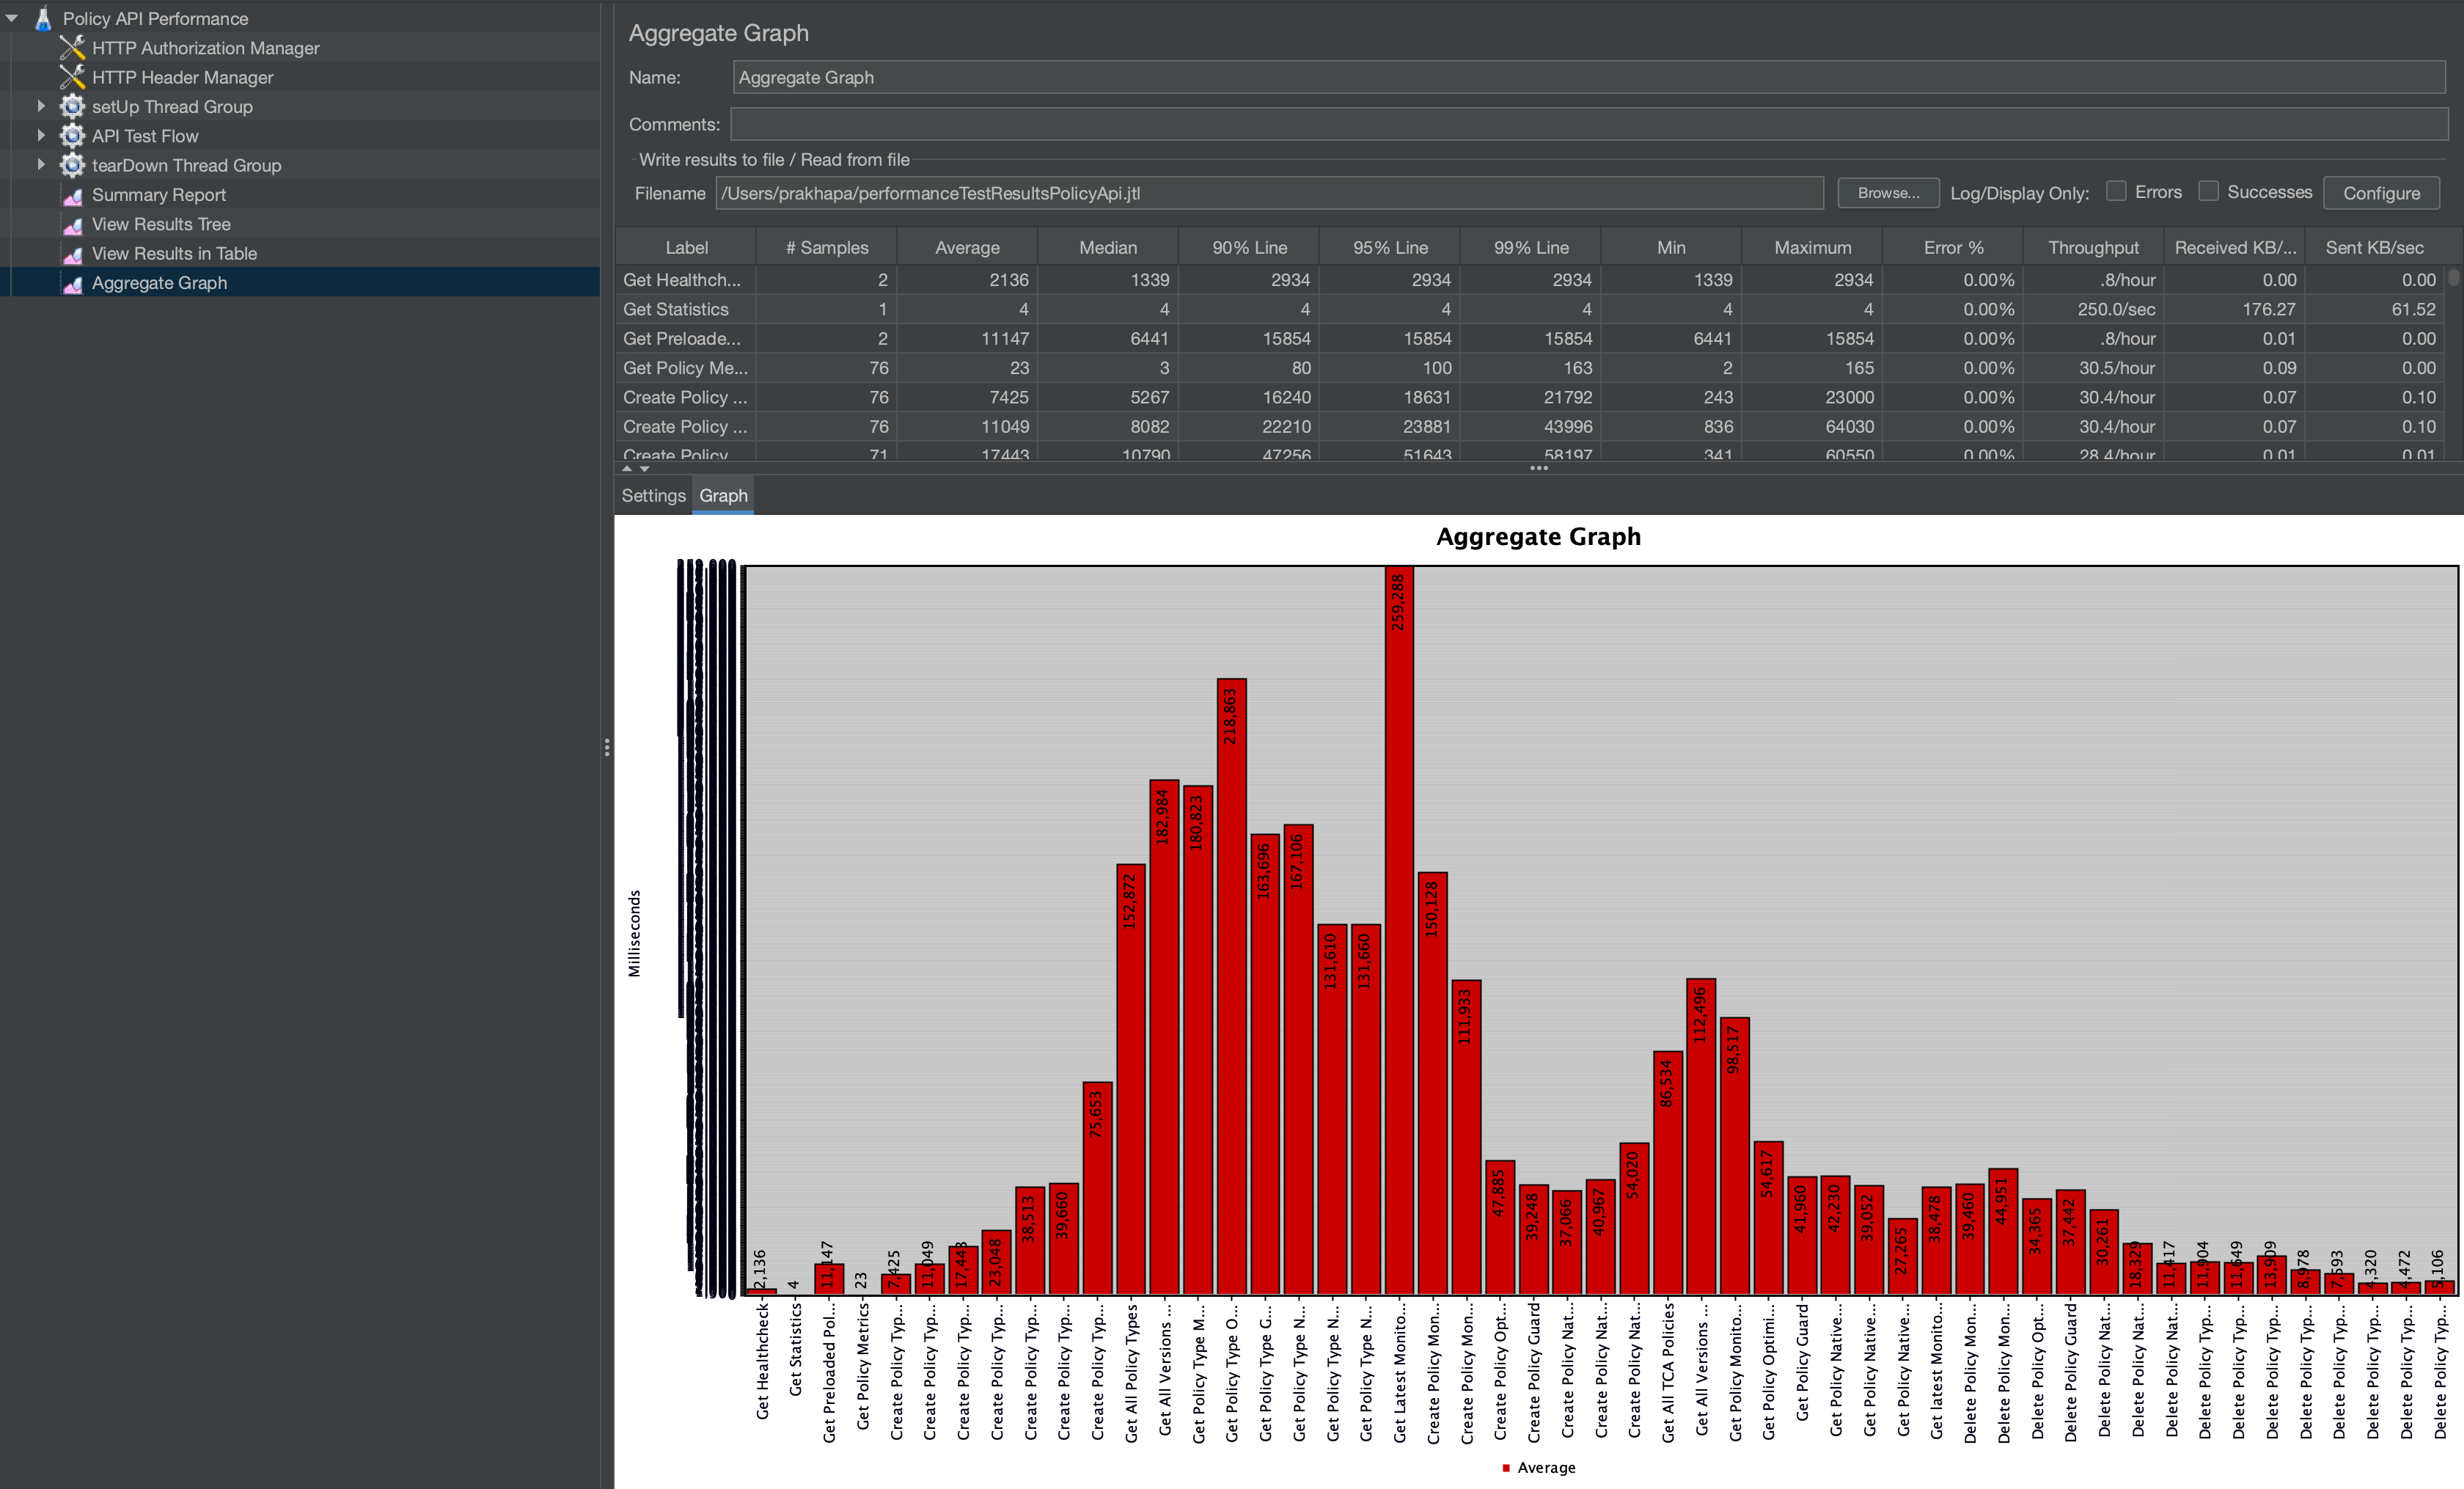 Policy API Performance
HTTP Authorization Manager
HTTP Header Manager
setUp Thread Group
API Test Flow
tearDown Thread Group
Summary Report
View Results Tree
View Results in Table
Aggregate Graph
Aggregate Graph
Name: Aggregate Graph
Comments:
Write results to file / Read from file
Filename /Users/prakhapa/performanceTestResultsPolicyApi.jtl Browse... Log/Display Only: Errors Successes Configure
Label # Samples Average Median 90% Line 95% Line 99% Line Min Maximum Error % Throughput Received KB/... Sent KB/sec
Get Healthch... 2 2136 1339 2934 2934 2934 1339 2934 0.00% .8/hour 0.00 0.00
Get Statistics 1 4 4 4 4 4 4 4 0.00% 250.0/sec 176.27 61.52
Get Preloade... 2 11147 6441 15854 15854 15854 6441 15854 0.00% .8/hour 0.01 0.00
Get Policy Me... 76 23 3 80 100 163 2 165 0.00% 30.5/hour 0.09 0.00
Create Policy ... 76 7425 5267 16240 18631 21792 243 23000 0.00% 30.4/hour 0.07 0.10
Create Policy ... 76 11049 8082 22210 23881 43996 836 64030 0.00% 30.4/hour 0.07 0.10
Create Policy 71 17443 10790 47256 51643 58197 341 60550 0.00% 28.4/hour 0.01 0.01
Settings Graph
Aggregate Graph
Milliseconds
2,136
4
11,147
23
7,425
11,049
17,443
23,048
38,513
39,660
75,653
152,872
182,984
180,823
218,863
163,696
167,106
131,610
131,660
259,288
150,128
111,933
47,885
39,248
37,066
40,967
54,020
86,534
112,496
98,517
54,617
41,960
42,230
39,052
27,265
38,478
39,460
44,951
34,365
37,442
30,261
18,329
11,417
11,904
11,649
13,909
8,978
7,593
4,320
4,472
5,106
Get Healthcheck
Get Statistics
Get Preloaded Pol...
Get Policy Metrics
Create Policy Typ...
Create Policy Typ...
Create Policy Typ...
Create Policy Typ...
Create Policy Typ...
Create Policy Typ...
Create Policy Typ...
Get All Policy Types
Get All Versions ...
Get Policy Type M...
Get Policy Type O...
Get Policy Type G...
Get Policy Type N...
Get Policy Type N...
Get Policy Type N...
Get Latest Monito...
Create Policy Mon...
Create Policy Mon...
Create Policy Opt...
Create Policy Guard
Create Policy Nat...
Create Policy Nat...
Create Policy Nat...
Get All TCA Policies
Get All Versions ...
Get Policy Monito...
Get Policy Optimi...
Get Policy Guard
Get Policy Native...
Get Policy Native...
Get Policy Native...
Get latest Monito...
Delete Policy Mon...
Delete Policy Mon...
Delete Policy Opt...
Delete Policy Guard
Delete Policy Nat...
Delete Policy Nat...
Delete Policy Nat...
Delete Policy Typ...
Delete Policy Typ...
Delete Policy Typ...
Delete Policy Typ...
Delete Policy Typ...
Delete Policy Typ...
Delete Policy Typ...
Delete Policy Typ...
Average